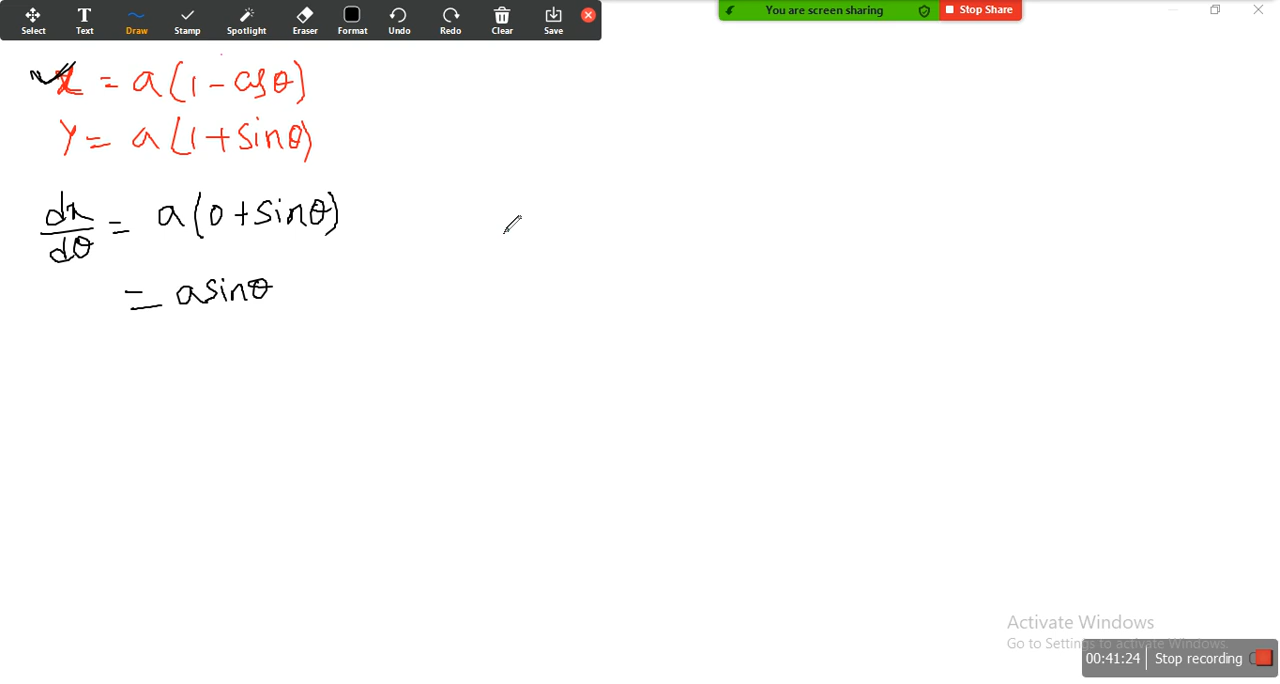 Select Text Draw Stamp Spotlight Eraser Format Undo Redo Clear Save
You are screen sharing Stop Share
x = a(1 - cosθ)
y = a(1 + sinθ)
dx/dθ = a(0 + sinθ)
= a sinθ
Activate Windows
Go to Settings to activate Windows.
00:41:24 Stop recording